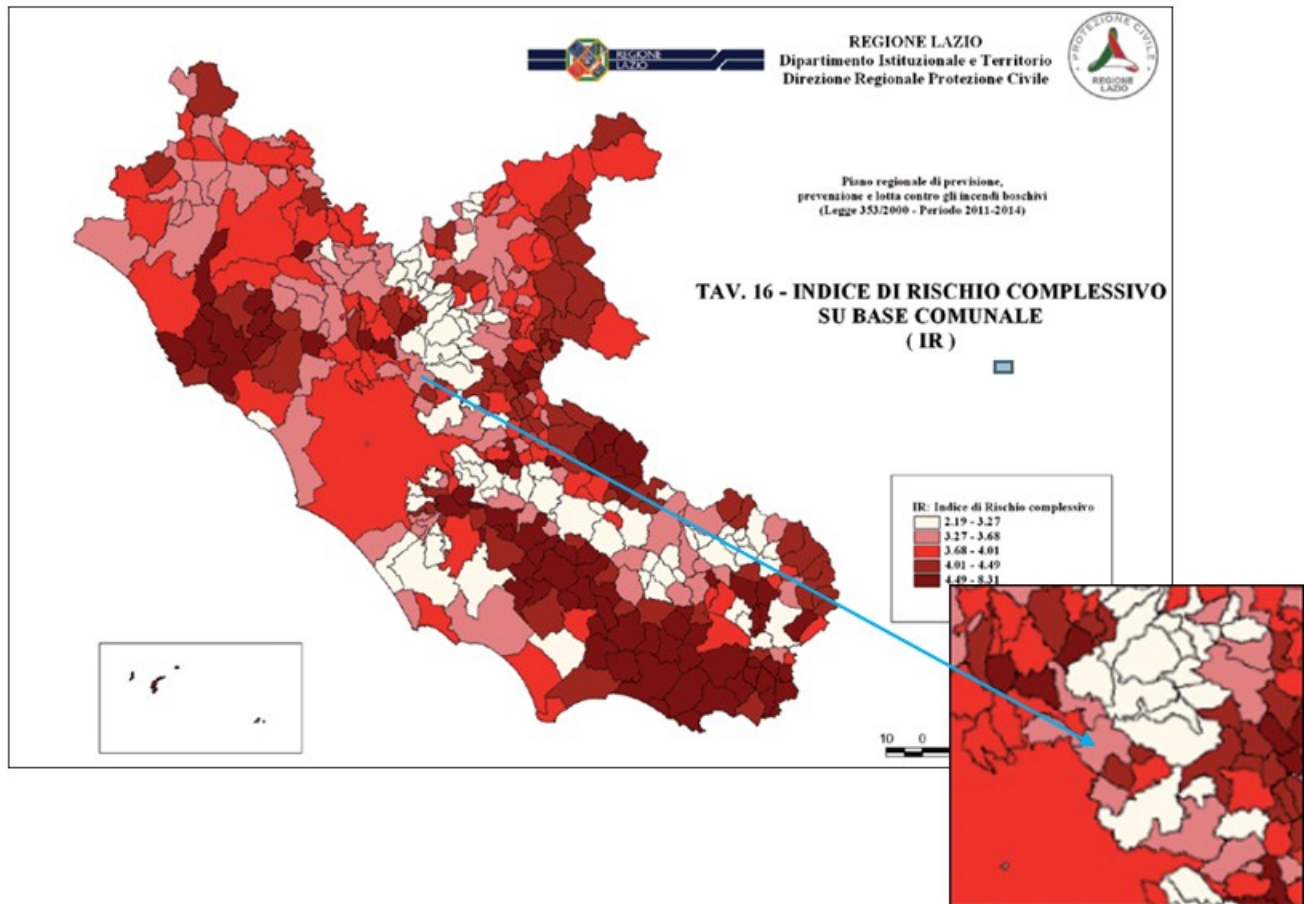 REGIONE
LAZIO
REGIONE LAZIO
Dipartimento Istituzionale e Territorio
Direzione Regionale Protezione Civile
PROTEZIONE CIVILE
REGIONE
LAZIO
Piano regionale di previsione,
prevenzione e lotta contro gli incendi boschivi
(Legge 353/2000 - Periodo 2011-2014)
TAV. 16 - INDICE DI RISCHIO COMPLESSIVO
SU BASE COMUNALE
( IR )
IR: Indice di Rischio complessivo
2.19 - 3.27
3.27 - 3.68
3.68 - 4.01
4.01 - 4.49
4.49 - 8.31
10 0